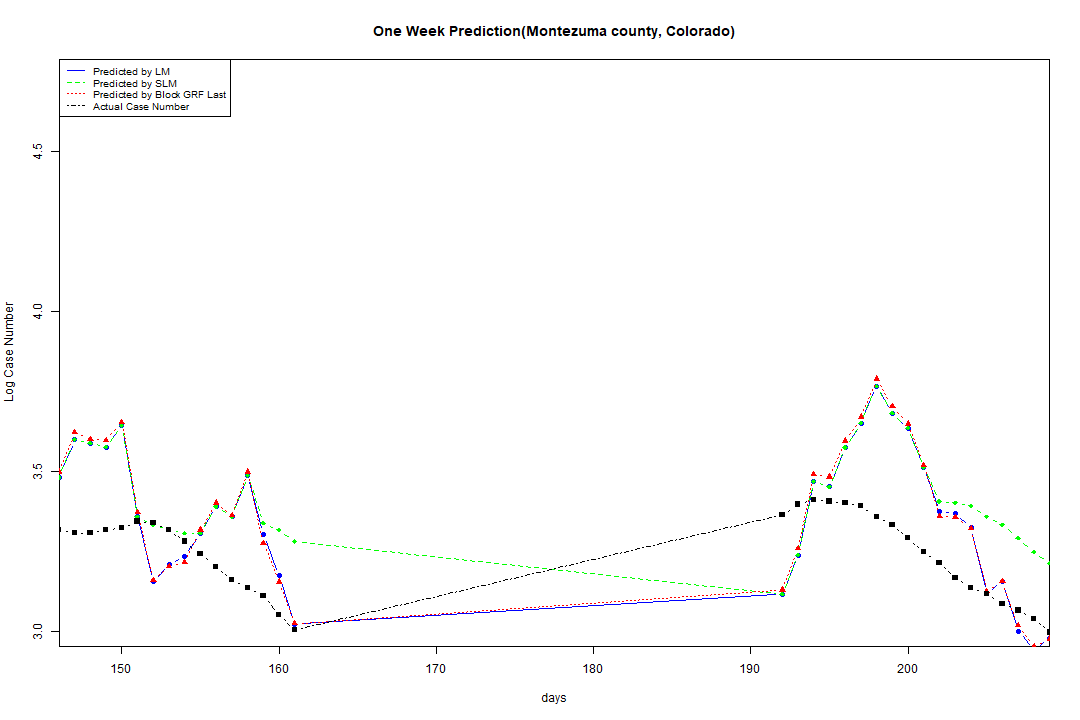 One Week Prediction(Montezuma county, Colorado)
Predicted by LM
Predicted by SLM
Predicted by Block GRF Last
Actual Case Number
4.5
4.0
3.5
3.0
Log Case Number
150 160 170 180 190 200
days